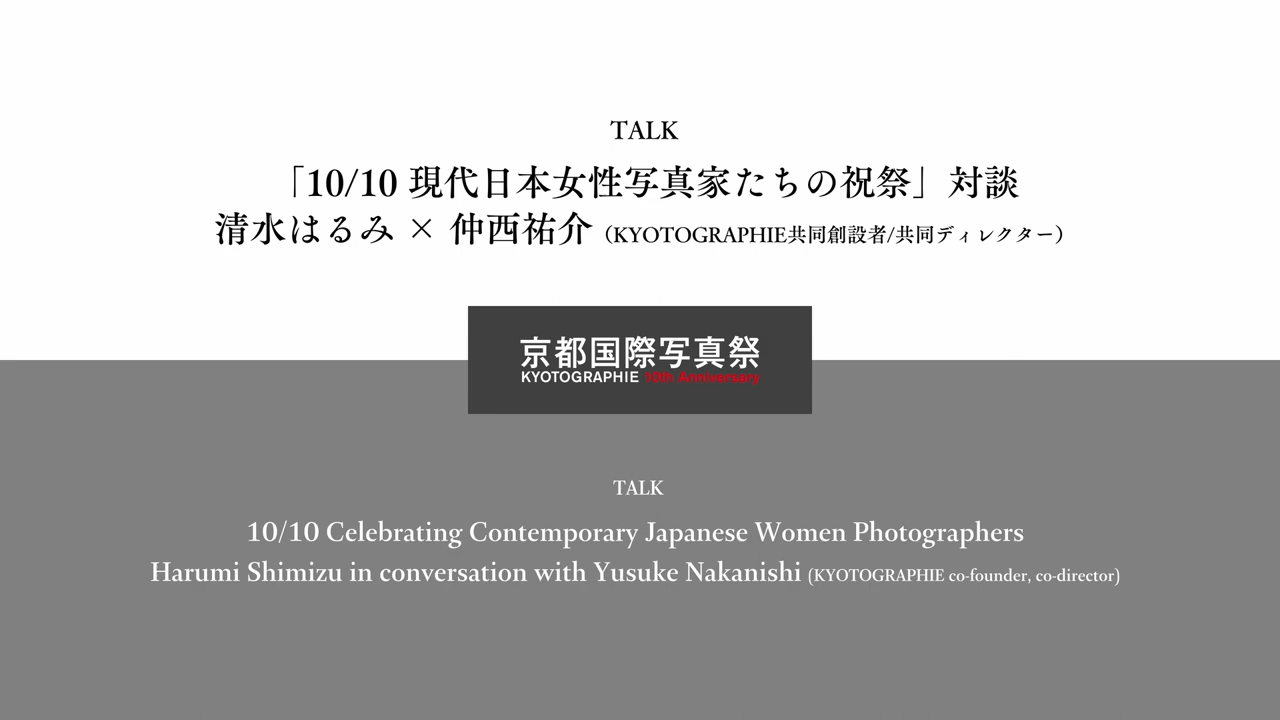 TALK
「10/10 現代日本女性写真家たちの祝祭」対談
清水はるみ × 仲西祐介（KYOTOGRAPHIE共同創設者/共同ディレクター）
京都国際写真祭
KYOTOGRAPHIE 10th Anniversary
TALK
10/10 Celebrating Contemporary Japanese Women Photographers
Harumi Shimizu in conversation with Yusuke Nakanishi (KYOTOGRAPHIE co-founder, co-director)